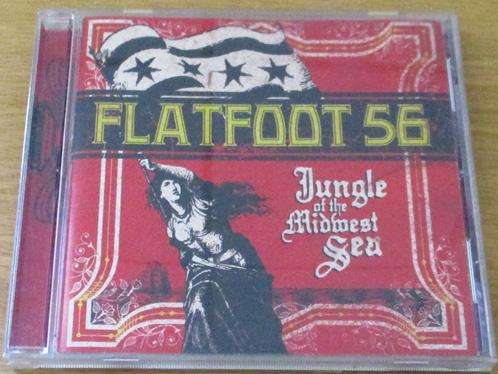 FLATFOOT 56
Jungle
of the
Midwest
Sea